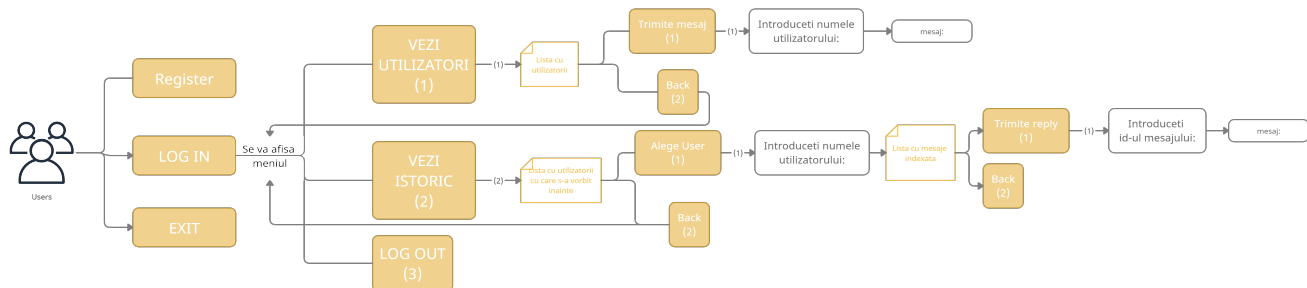 Users
Register
LOG IN
EXIT
Se va afisa
meniul
VEZI
UTILIZATORI
(1)
(1)
Lista cu
utilizatorii
Trimite mesaj
(1)
(1)
Introduceti numele
utilizatorului:
mesaj:
Back
(2)
VEZI
ISTORIC
(2)
(2)
Lista cu utilizatorii
cu care s-a vorbit
inainte
Alege User
(1)
(1)
Introduceti numele
utilizatorului:
Lista cu mesaje
indexata
Trimite reply
(1)
(1)
Introduceti
id-ul mesajului:
mesaj:
Back
(2)
Back
(2)
LOG OUT
(3)